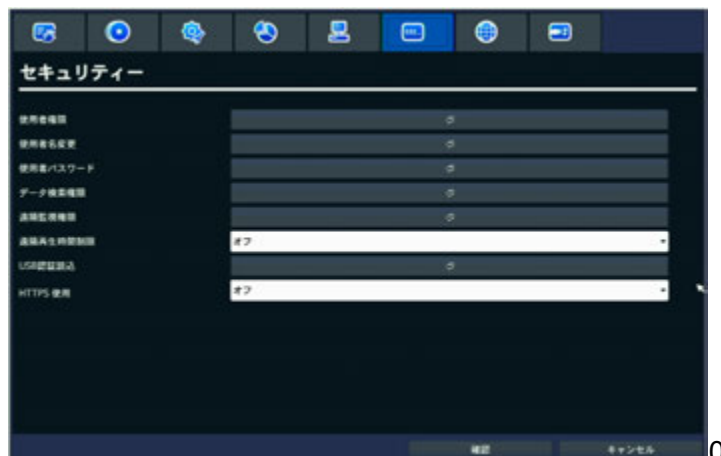 セキュリティー
使用者権限
使用者名変更
使用者パスワード
データ検索権限
遠隔監視権限
遠隔再生時間制限 オフ
USB認証読込
HTTPS 使用 オフ
確認 キャンセル